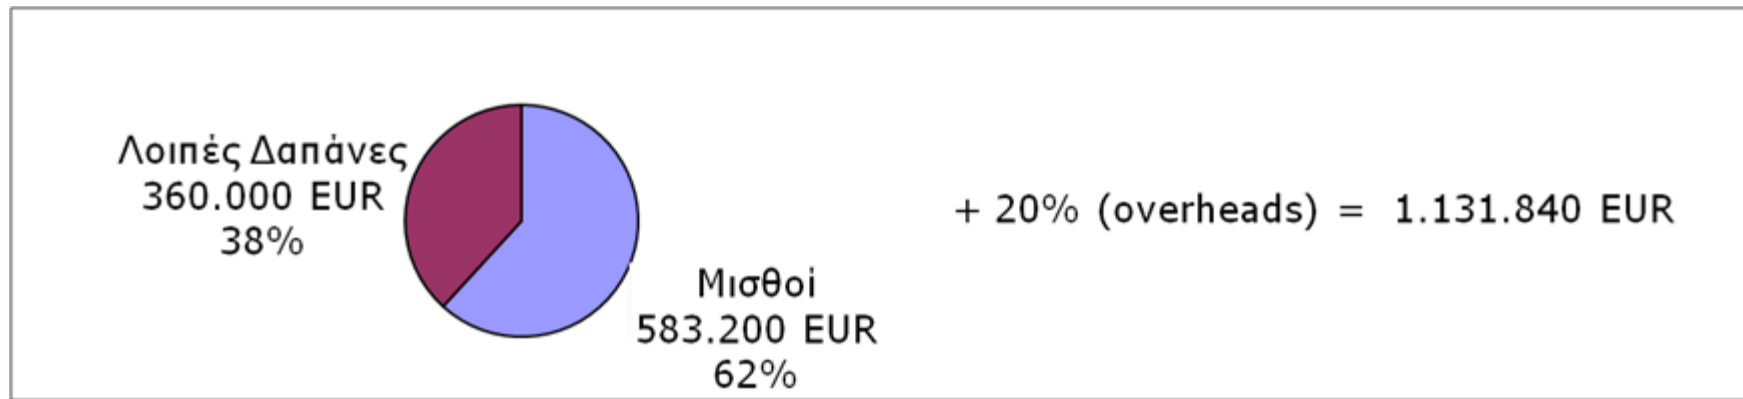 Λοιπές Δαπάνες
360.000 EUR
38%
Μισθοί
583.200 EUR
62%
+ 20% (overheads) = 1.131.840 EUR